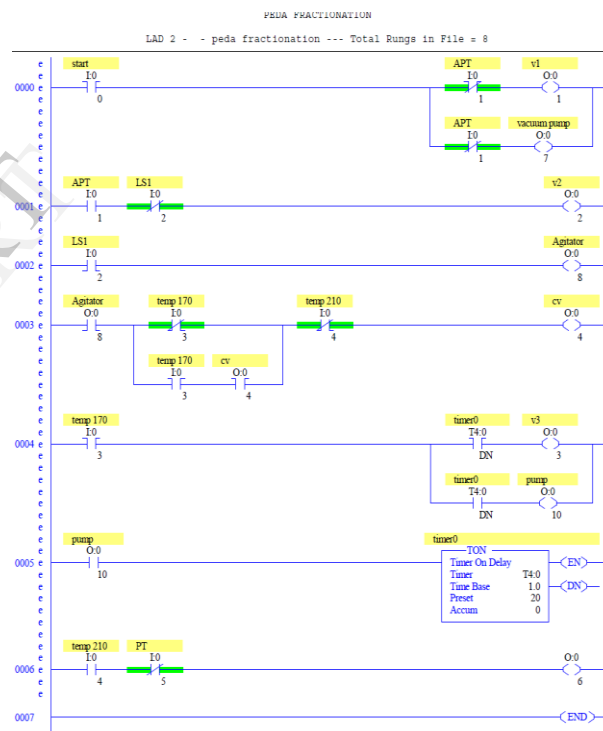 PEDA FRACTIONATION
LAD 2 - - peda fractionation --- Total Rungs in File = 8
start APT v1
I:0 I:0 O:0
0000
0 1 1
APT vacuum pump
I:0 O:0
1 7
APT LS1 v2
I:0 I:0 O:0
0001
1 2 2
LS1 Agitator
I:0 O:0
0002
2 8
Agitator temp 170 temp 210 cv
O:0 I:0 I:0 O:0
0003
8 3 4 4
temp 170 cv
I:0 O:0
3 4
temp 170 timer0 v3
I:0 T4:0 O:0
0004
3 DN 3
timer0 pump
T4:0 O:0
DN 10
pump timer0
O:0 TON
0005 Timer On Delay EN
10 Timer T4:0
Time Base 1.0 DN
Preset 20
Accum 0
temp 210 PT
I:0 I:0 O:0
0006
4 5 6
0007 END